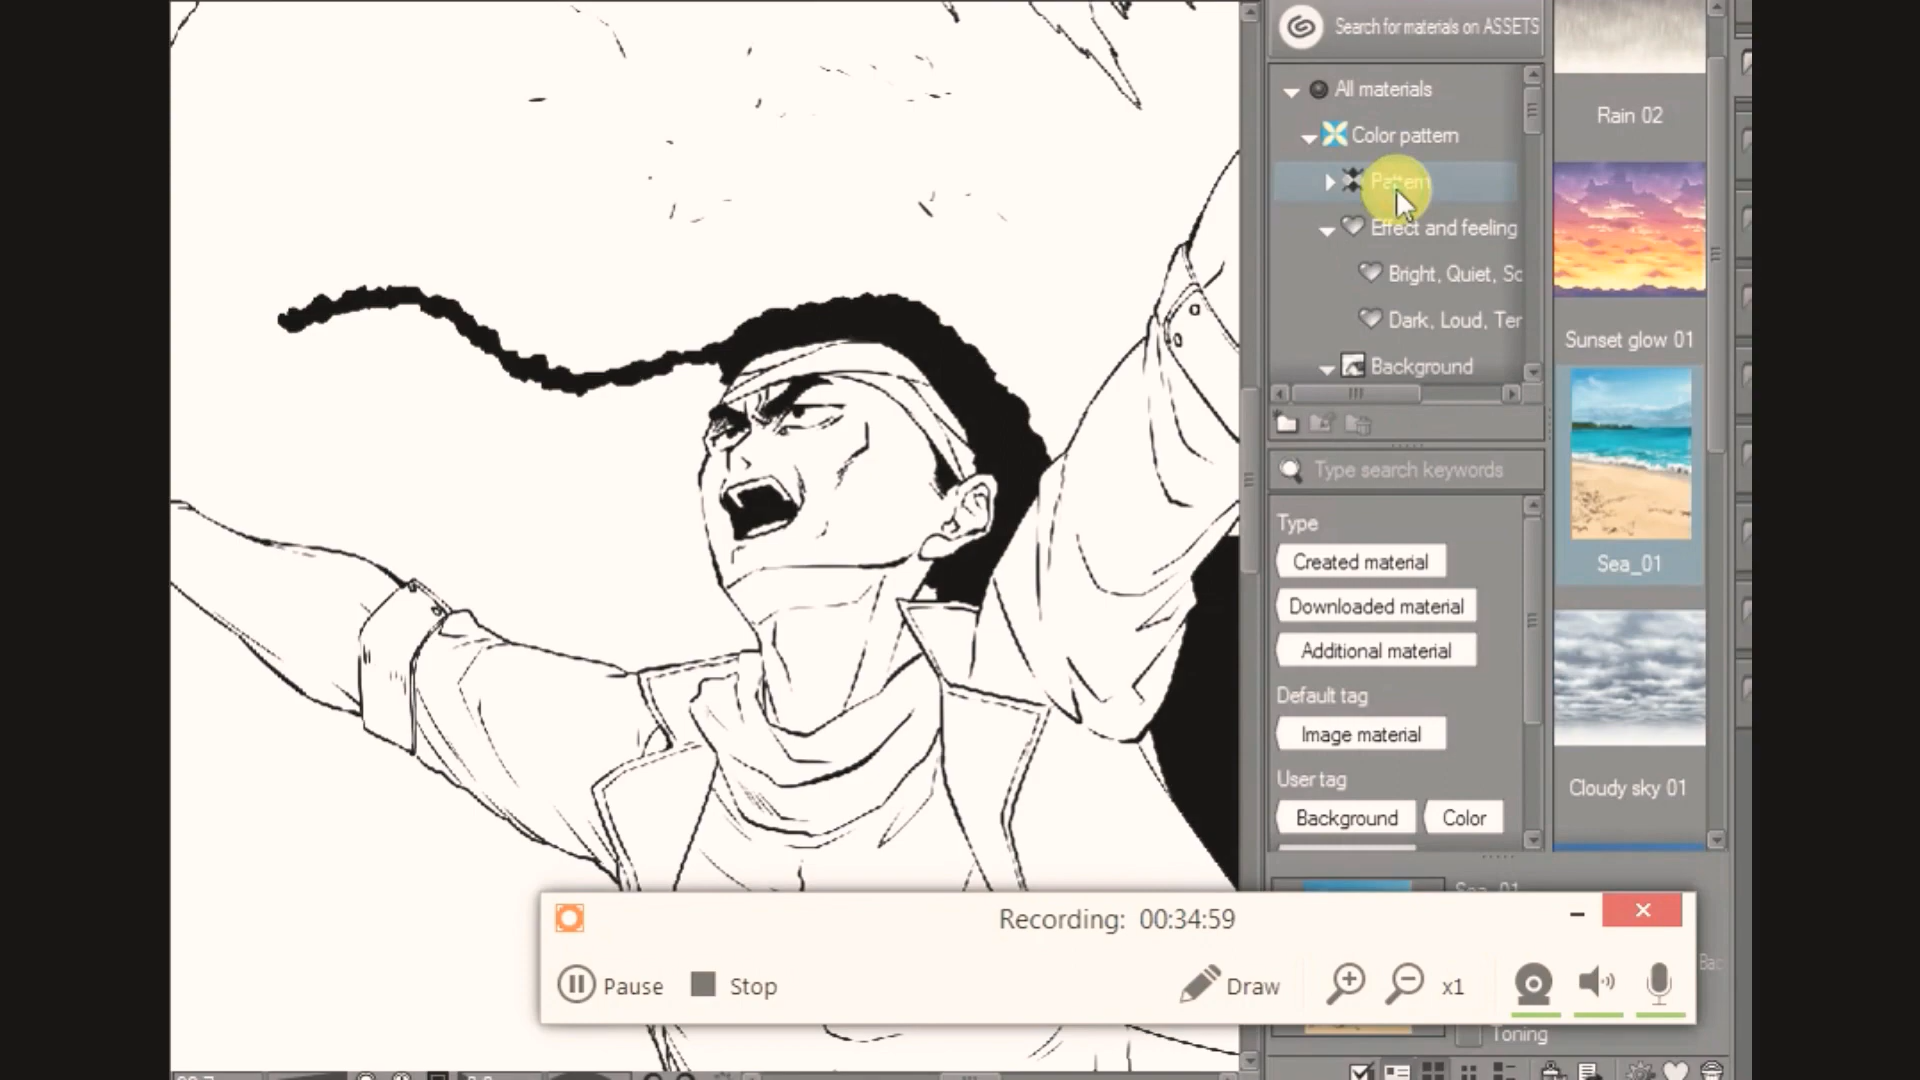 Search for materials on ASSETS
All materials
Color pattern
Pattern
Effect and feeling
Bright, Quiet, Sc
Dark, Loud, Ter
Background
Type search keywords
Type
Created material
Downloaded material
Additional material
Default tag
Image material
User tag
Background Color
Rain 02
Sunset glow 01
Sea_01
Cloudy sky 01
Sea_01
Recording: 00:34:59
Pause Stop Draw x1
Bac
Toning